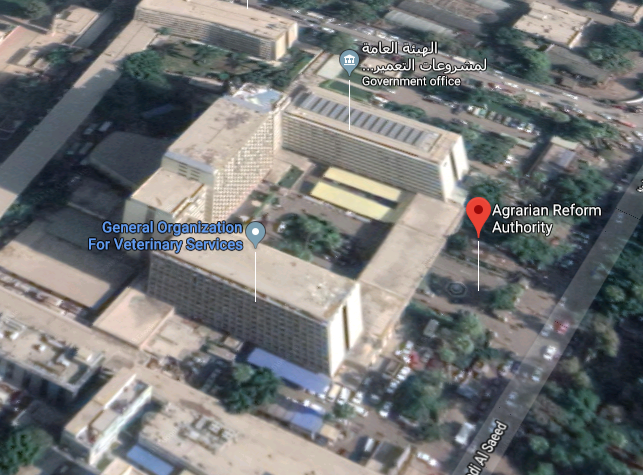 الهيئة العامة
لمشروعات التعمير...
Government office
Agrarian Reform
Authority
General Organization
For Veterinary Services
di Al Saeed